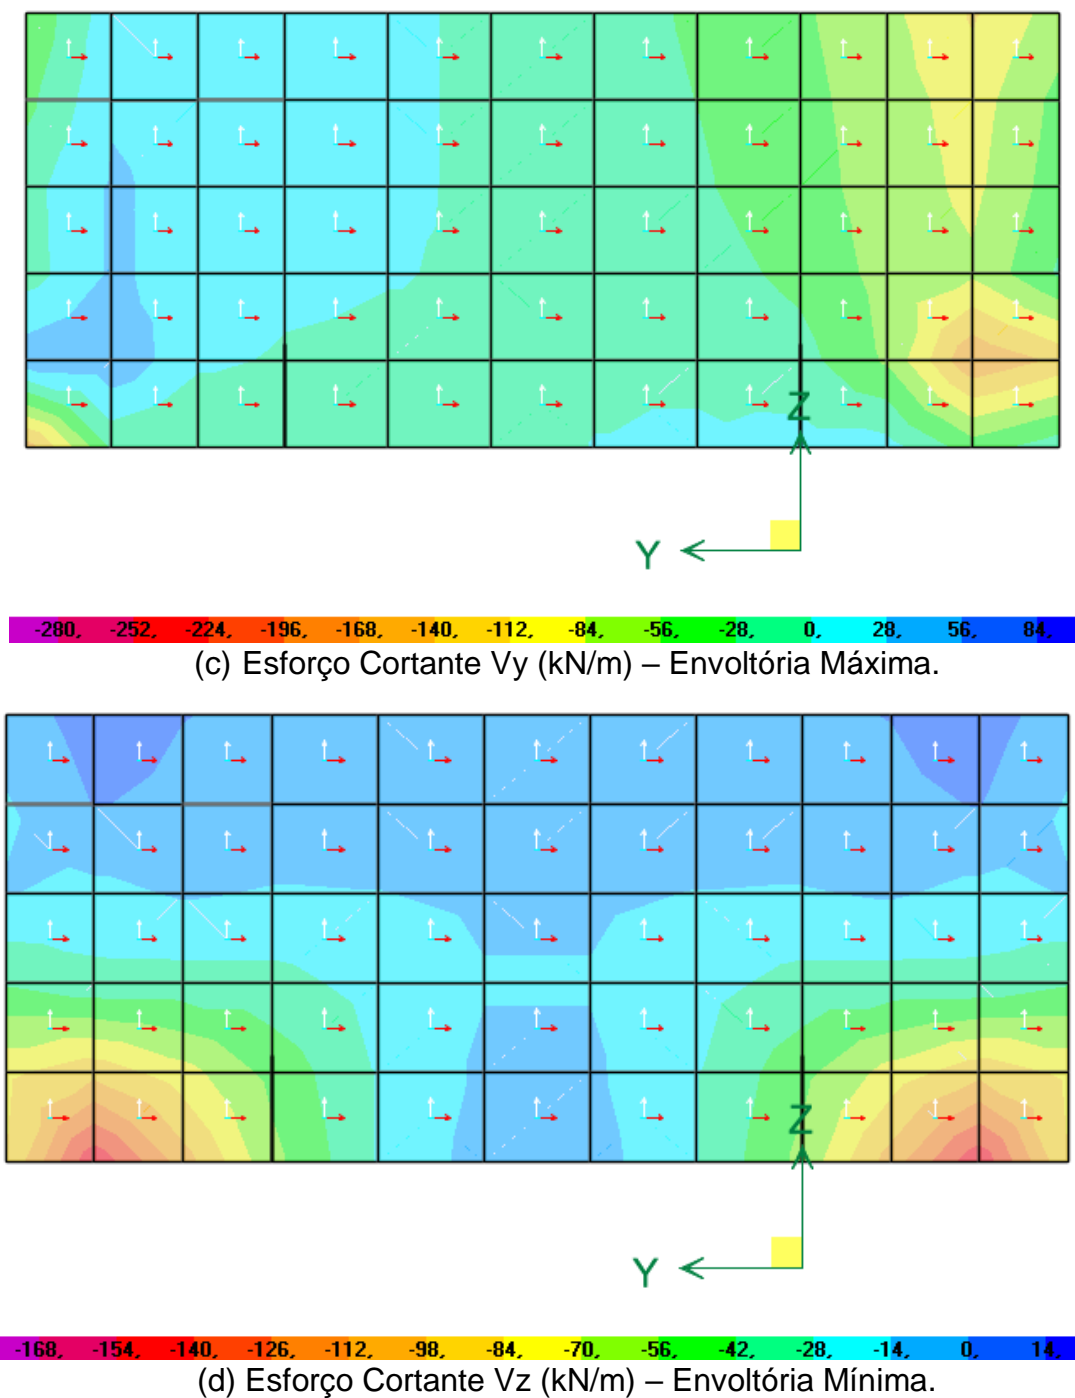 Z
Y
-280, -252, -224, -196, -168, -140, -112, -84, -56, -28, 0, 28, 56, 84,
(c) Esforço Cortante Vy (kN/m) – Envoltória Máxima.
Z
Y
-168, -154, -140, -126, -112, -98, -84, -70, -56, -42, -28, -14, 0, 14,
(d) Esforço Cortante Vz (kN/m) – Envoltória Mínima.